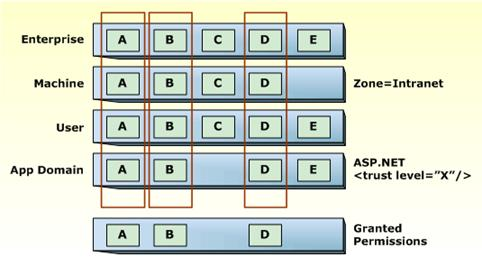 Enterprise A B C D E
Machine A B C D Zone=Intranet
User A B C D E
App Domain A B D E ASP.NET
<trust level="X"/>
A B D Granted
Permissions